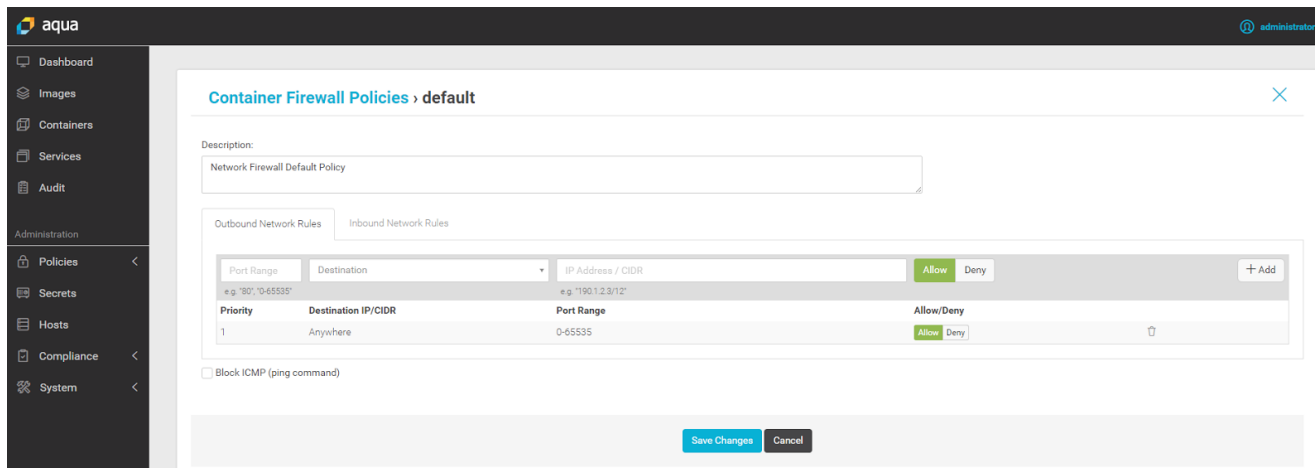 aqua
administrator
Dashboard
Images
Containers
Services
Audit
Administration
Policies
Secrets
Hosts
Compliance
System
Container Firewall Policies › default
Description:
Network Firewall Default Policy
Outbound Network Rules Inbound Network Rules
Port Range Destination IP Address / CIDR Allow Deny + Add
e.g. "80", "0-65535" e.g. "190.1.2.3/12"
Priority Destination IP/CIDR Port Range Allow/Deny
1 Anywhere 0-65535 Allow Deny
Block ICMP (ping command)
Save Changes Cancel